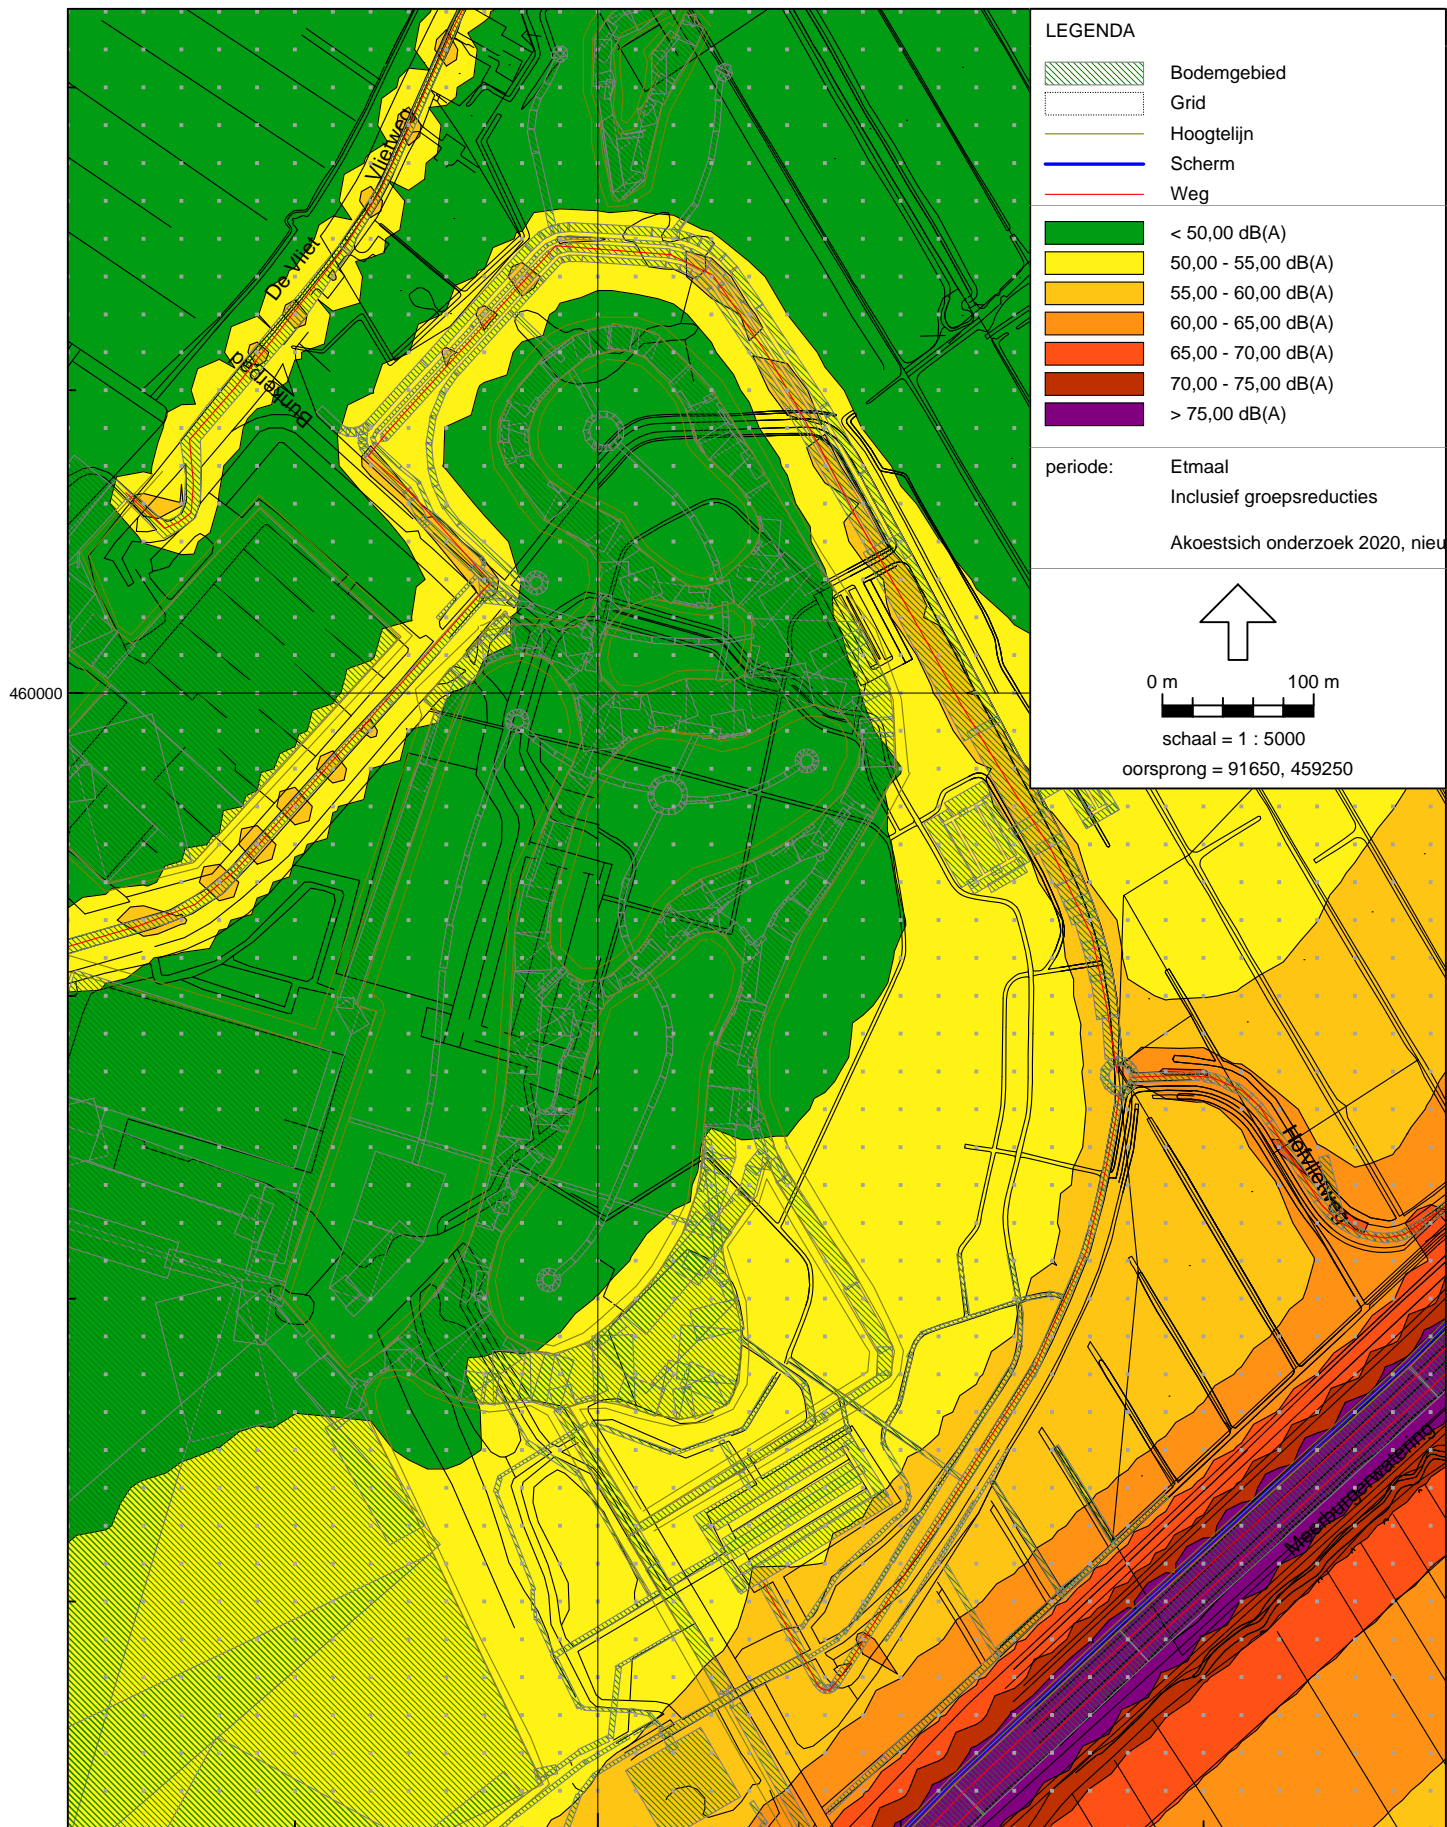 LEGENDA
Bodemgebied
Grid
Hoogtelijn
Scherm
Weg
< 50,00 dB(A)
50,00 - 55,00 dB(A)
55,00 - 60,00 dB(A)
60,00 - 65,00 dB(A)
65,00 - 70,00 dB(A)
70,00 - 75,00 dB(A)
> 75,00 dB(A)
periode: Etmaal
Inclusief groepsreducties
Akoestsich onderzoek 2020, nieu
0 m 100 m
schaal = 1 : 5000
oorsprong = 91650, 459250
Vlierweg
De Vliet
Bunkerpad
460000
Hofvlietweg
Meerburgerwatering